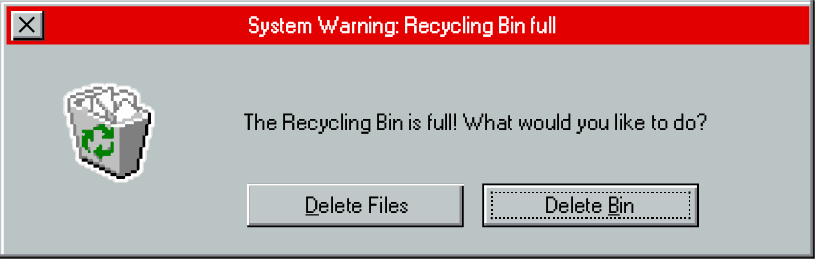 System Warning: Recycling Bin full
The Recycling Bin is full! What would you like to do?
Delete Files
Delete Bin